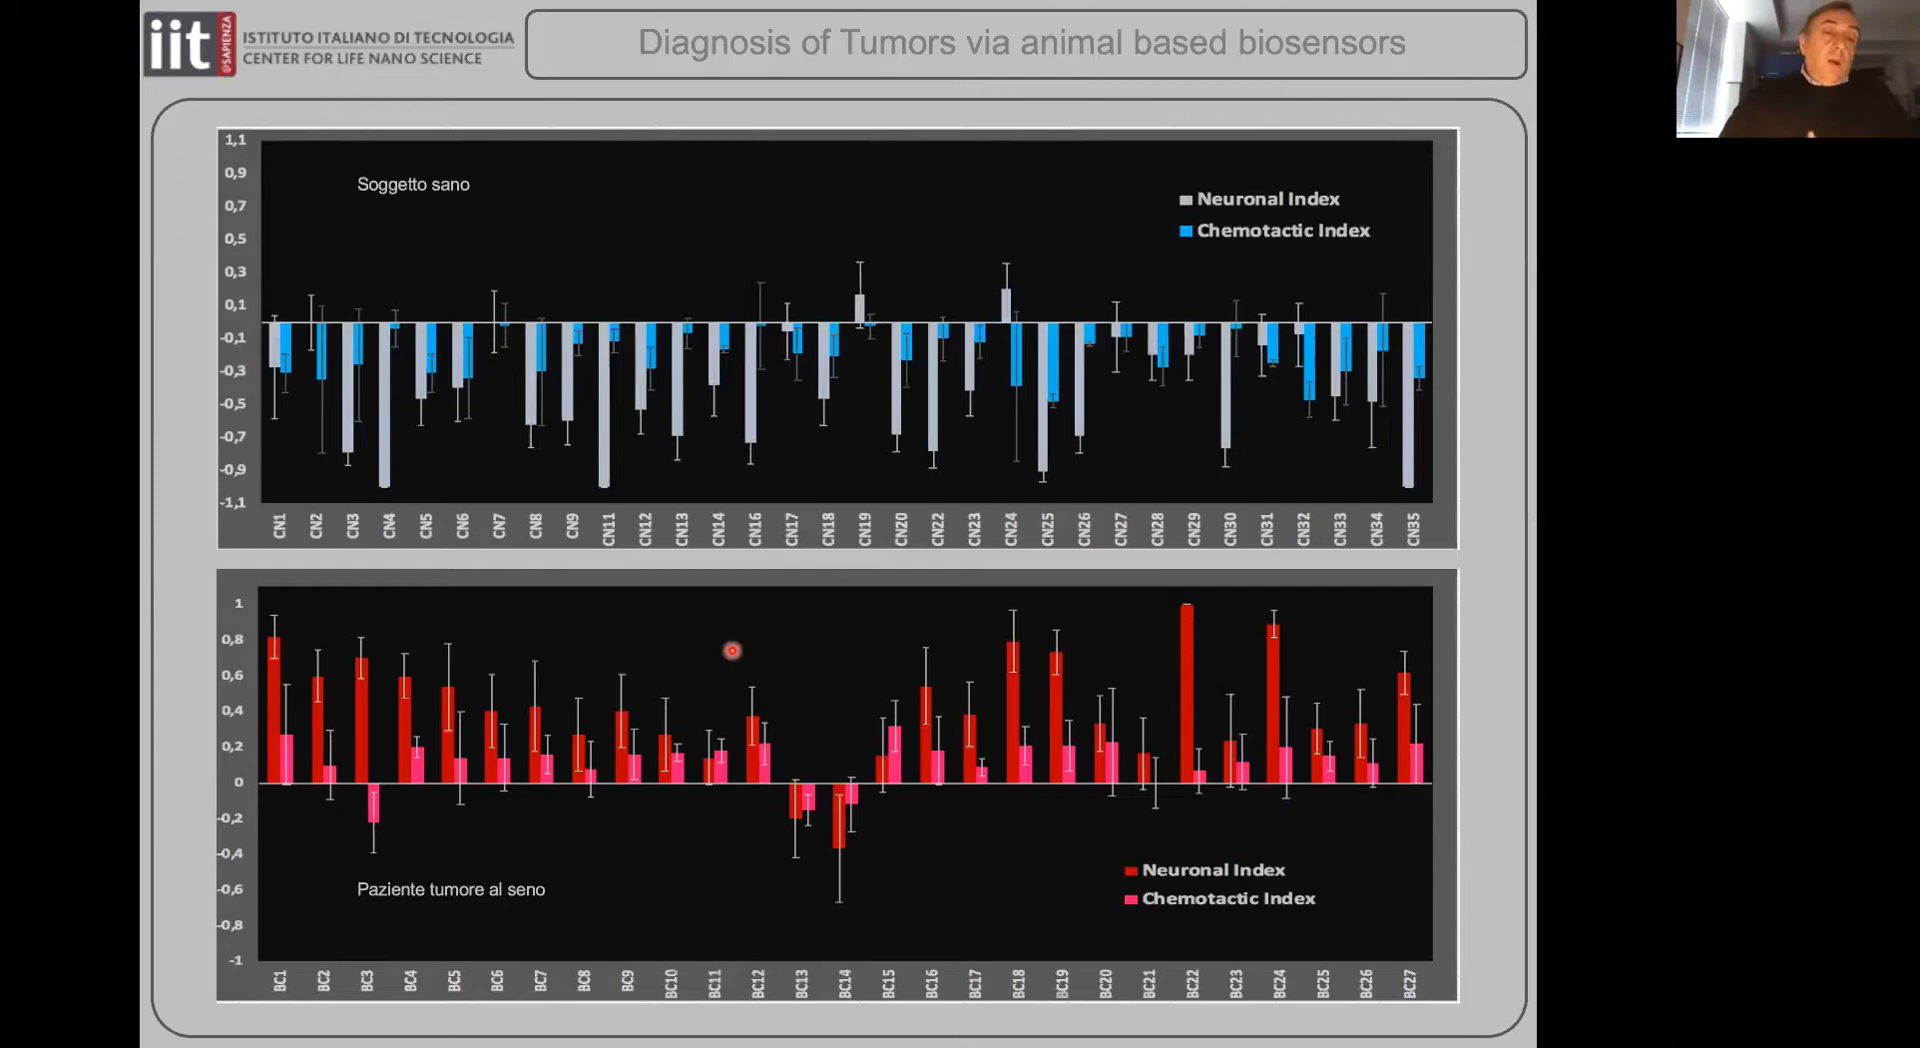 iit
@SAPIENZA
ISTITUTO ITALIANO DI TECNOLOGIA
CENTER FOR LIFE NANO SCIENCE
Diagnosis of Tumors via animal based biosensors
1,1
0,9
0,7
0,5
0,3
0,1
-0,1
-0,3
-0,5
-0,7
-0,9
-1,1
Soggetto sano
Neuronal Index
Chemotactic Index
CN1 CN2 CN3 CN4 CN5 CN6 CN7 CN8 CN9 CN11 CN12 CN13 CN14 CN16 CN17 CN18 CN19 CN20 CN22 CN23 CN24 CN25 CN26 CN27 CN28 CN29 CN30 CN31 CN32 CN33 CN34 CN35
1
0,8
0,6
0,4
0,2
0
-0,2
-0,4
-0,6
-0,8
-1
Neuronal Index
Chemotactic Index
Paziente tumore al seno
BC1 BC2 BC3 BC4 BC5 BC6 BC7 BC8 BC9 BC10 BC11 BC12 BC13 BC14 BC15 BC16 BC17 BC18 BC19 BC20 BC21 BC22 BC23 BC24 BC25 BC26 BC27